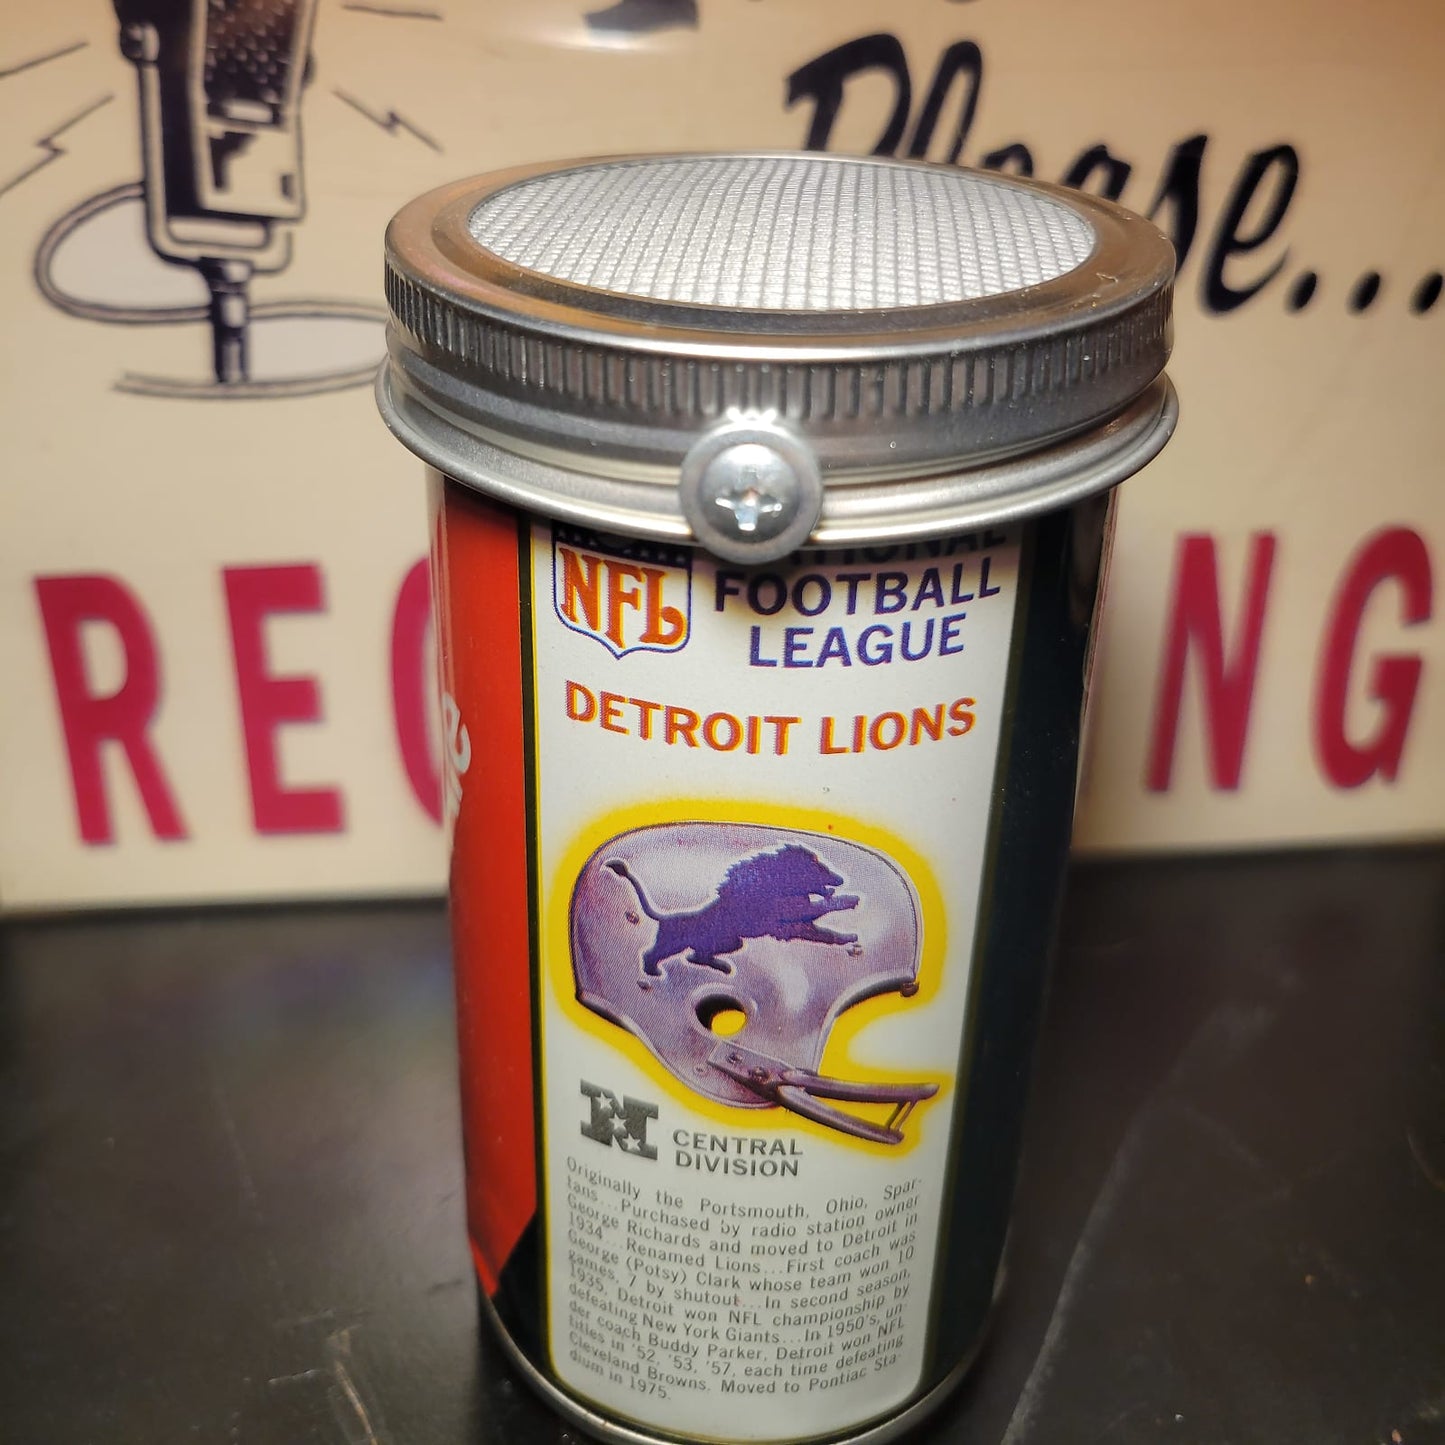 Please...
REC
NG
NFL
FOOTBALL
LEAGUE
DETROIT LIONS
N
CENTRAL
DIVISION
Originally the Portsmouth, Ohio, Spar-
tans...Purchased by radio station owner
George Richards and moved to Detroit in
1934...Renamed Lions...First coach was
George (Potsy) Clark whose team won 10
games, 7 by shutout...In second season,
1935, Detroit won NFL championship by
defeating New York Giants...In 1950's, un-
der coach Buddy Parker, Detroit won NFL
titles in '52, '53, '57, each time defeating
Cleveland Browns. Moved to Pontiac Sta-
dium in 1975.